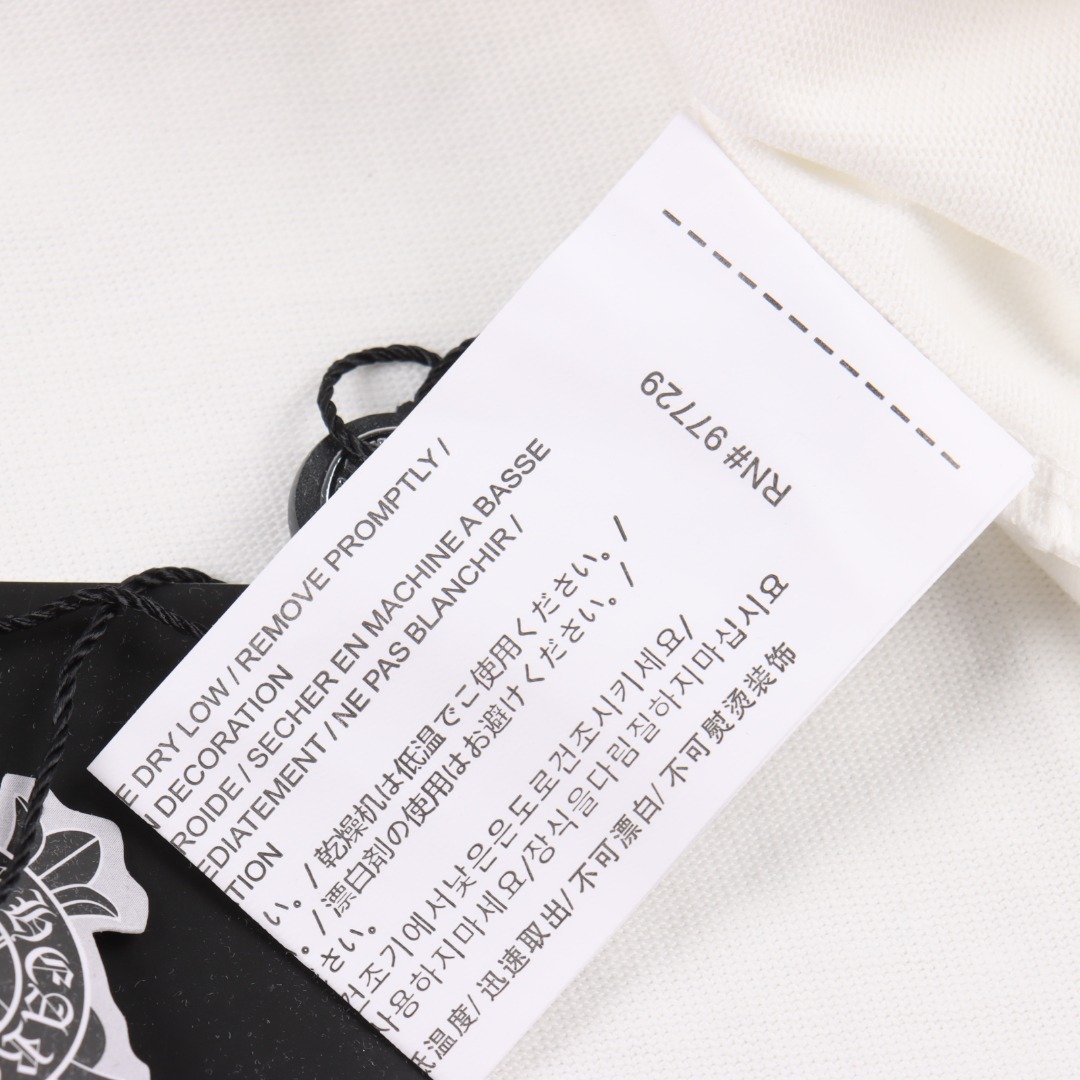 DRY LOW / REMOVE PROMPTLY /
DECORATION
SECHER EN MACHINE A BASSE
NE PAS BLANCHIR /
い。 / 乾燥机は低温でご使用ください。 /
。 / 漂白剤の使用はおお避けください。 /
ださい。
건조기에서낮은온도로건조시키세요/
사용하지마세요/장식을다림질하지마십시요
低温度/ 迅速取出/ 不可漂白/ 不可熨烫装饰
RN# 97729